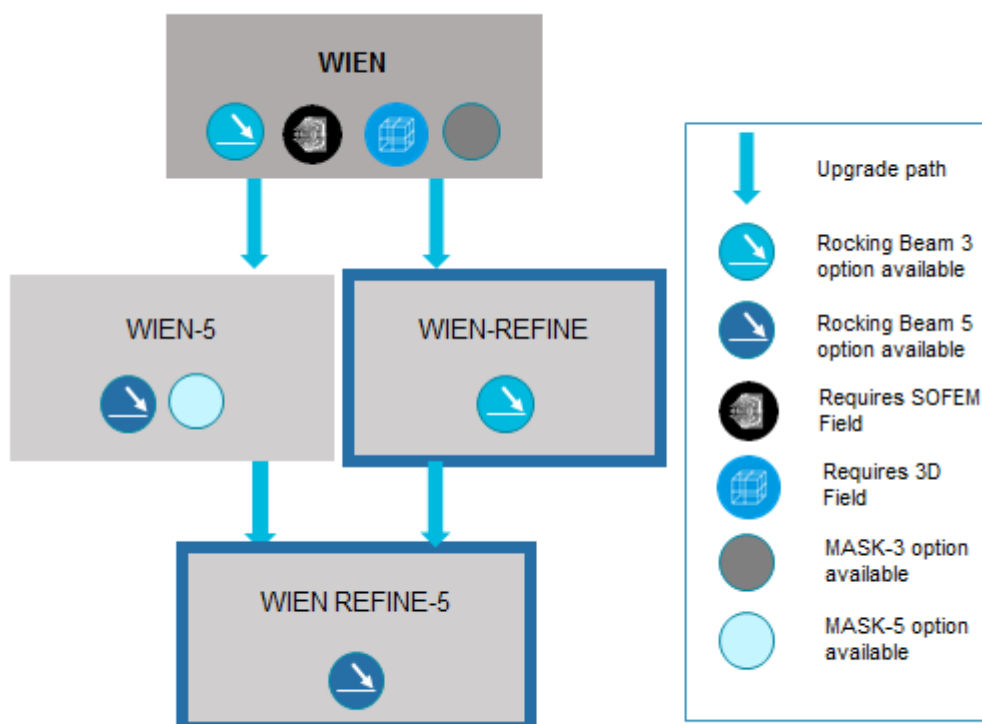 WIEN
WIEN-5
WIEN-REFINE
WIEN REFINE-5
Upgrade path
Rocking Beam 3
option available
Rocking Beam 5
option available
Requires SOFEM
Field
Requires 3D
Field
MASK-3 option
available
MASK-5 option
available